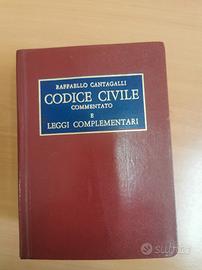 RAFFAELLO CANTAGALLI
CODICE CIVILE
COMMENTATO
E
LEGGI COMPLEMENTARI
subito